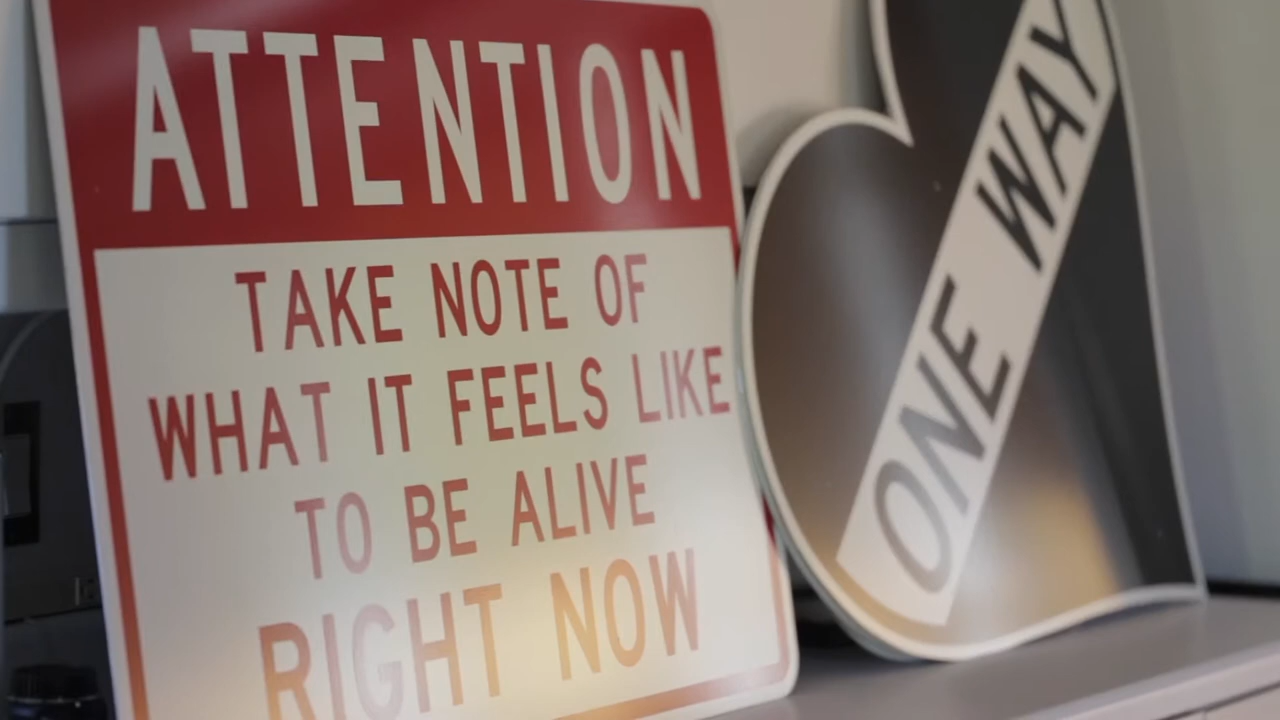 ATTENTION
TAKE NOTE OF
WHAT IT FEELS LIKE
TO BE ALIVE
RIGHT NOW
ONE WAY